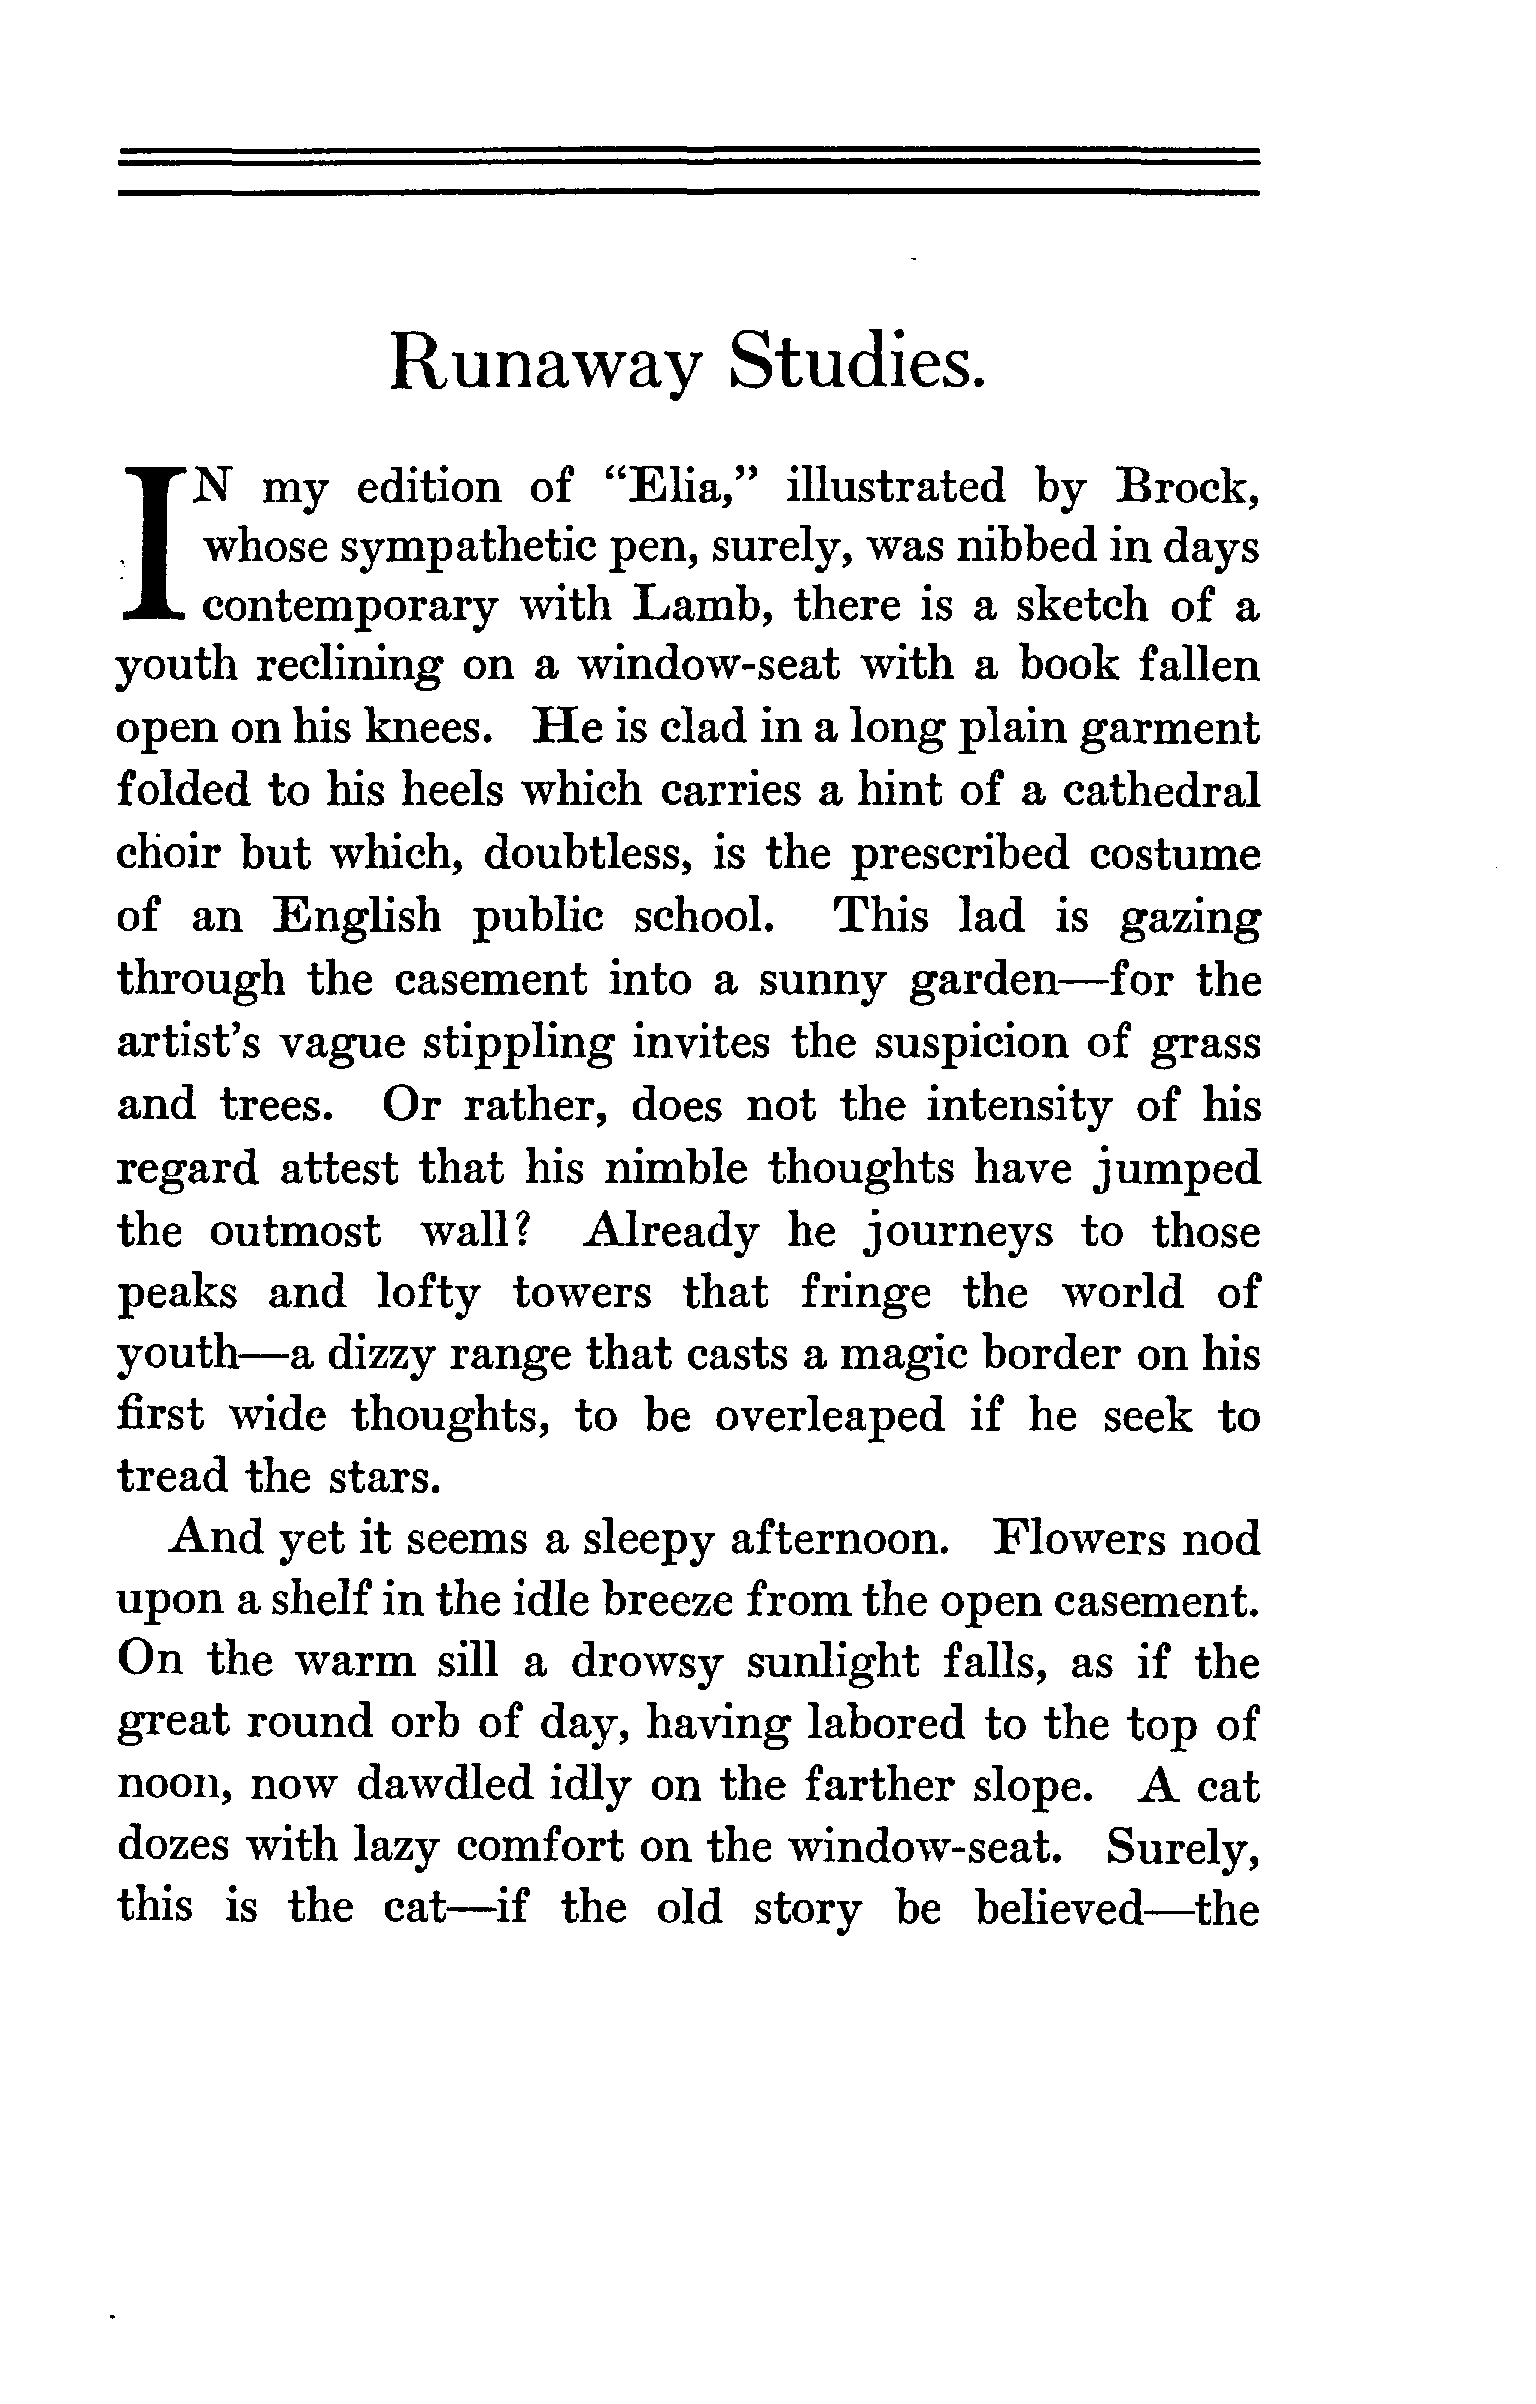 Runaway Studies.
IN my edition of “Elia,” illustrated by Brock,
whose sympathetic pen, surely, was nibbed in days
contemporary with Lamb, there is a sketch of a
youth reclining on a window-seat with a book fallen
open on his knees. He is clad in a long plain garment
folded to his heels which carries a hint of a cathedral
choir but which, doubtless, is the prescribed costume
of an English public school. This lad is gazing
through the casement into a sunny garden—for the
artist’s vague stippling invites the suspicion of grass
and trees. Or rather, does not the intensity of his
regard attest that his nimble thoughts have jumped
the outmost wall? Already he journeys to those
peaks and lofty towers that fringe the world of
youth—a dizzy range that casts a magic border on his
first wide thoughts, to be overleaped if he seek to
tread the stars.
And yet it seems a sleepy afternoon. Flowers nod
upon a shelf in the idle breeze from the open casement.
On the warm sill a drowsy sunlight falls, as if the
great round orb of day, having labored to the top of
noon, now dawdled idly on the farther slope. A cat
dozes with lazy comfort on the window-seat. Surely,
this is the cat—if the old story be believed—the